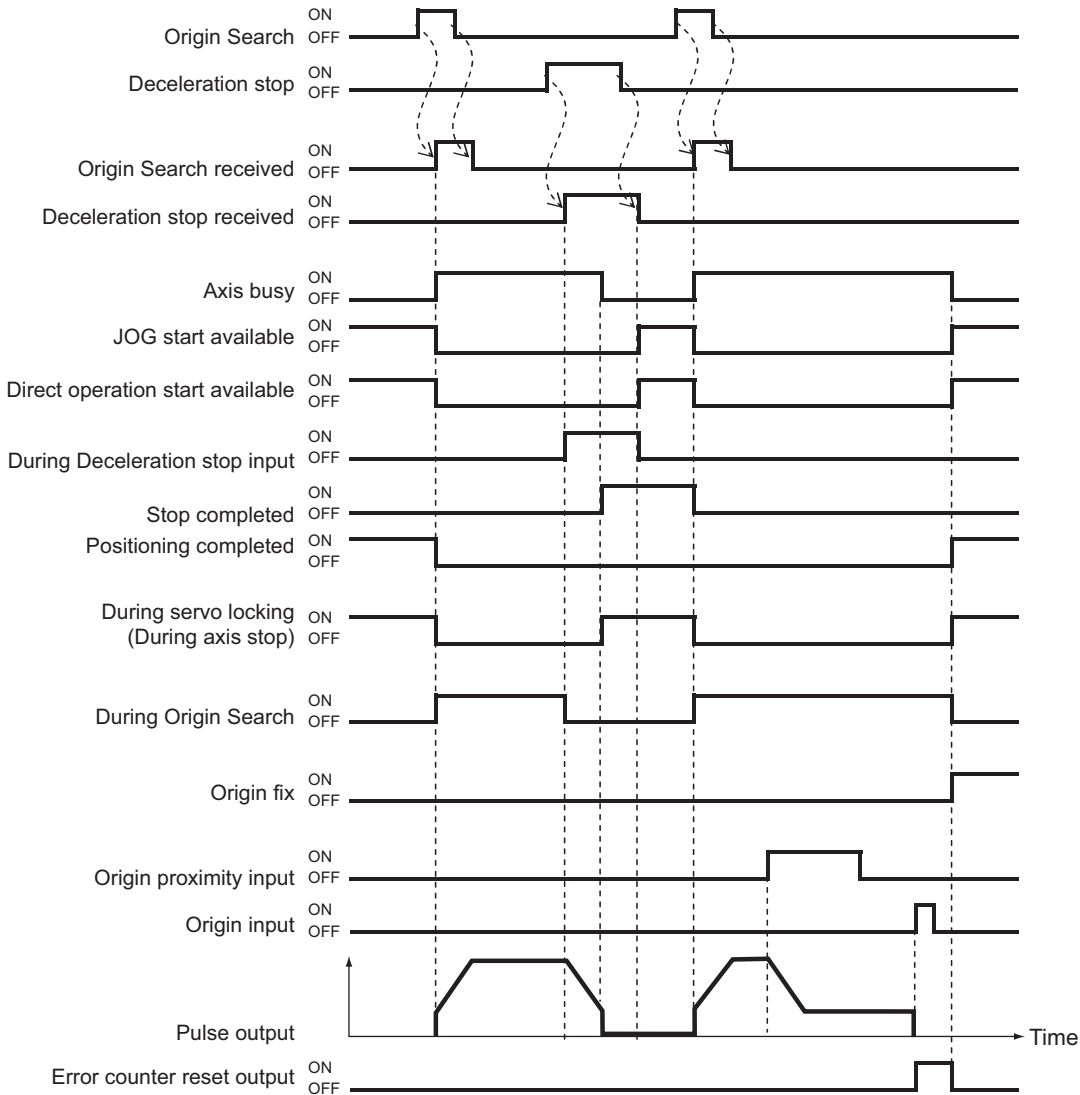 Origin Search ON
OFF
Deceleration stop ON
OFF
Origin Search received ON
OFF
Deceleration stop received ON
OFF
Axis busy ON
OFF
JOG start available ON
OFF
Direct operation start available ON
OFF
During Deceleration stop input ON
OFF
Stop completed ON
OFF
Positioning completed ON
OFF
During servo locking ON
(During axis stop) OFF
During Origin Search ON
OFF
Origin fix ON
OFF
Origin proximity input ON
OFF
Origin input ON
OFF
Pulse output Time
Error counter reset output ON
OFF